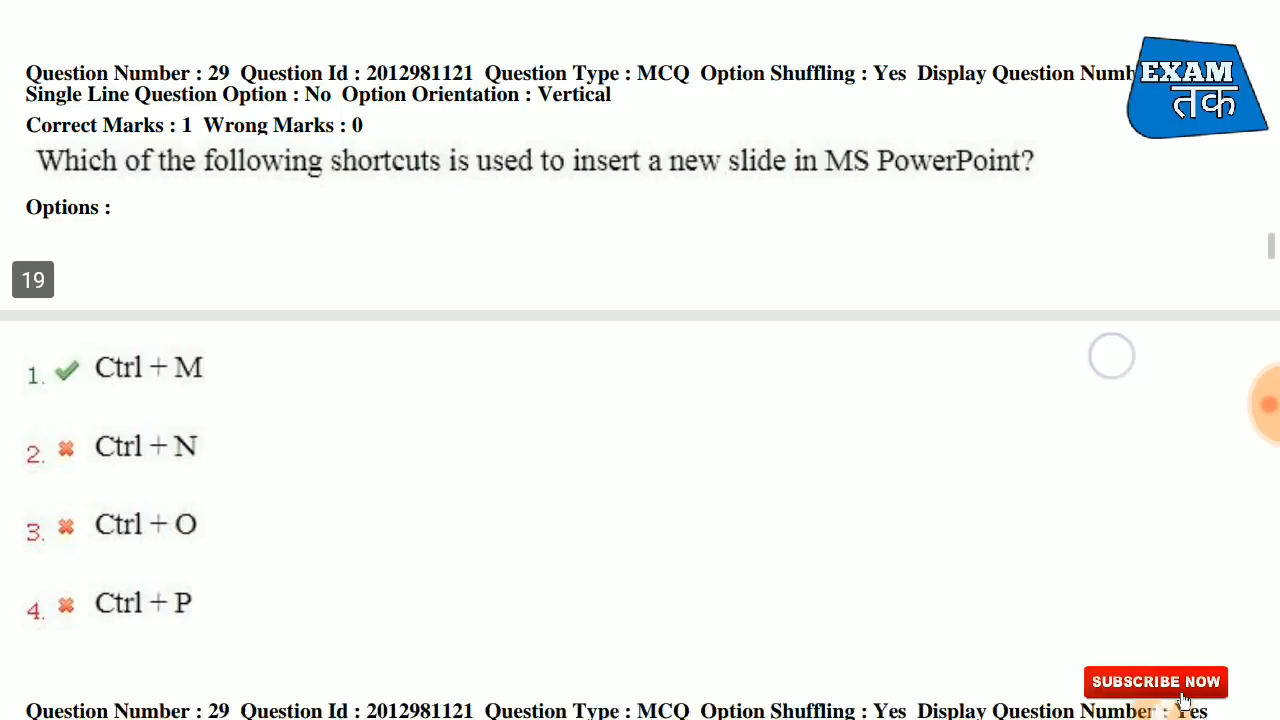 Question Number : 29 Question Id : 2012981121 Question Type : MCQ Option Shuffling : Yes Display Question
Single Line Question Option : No Option Orientation : Vertical
EXAM
तक
Correct Marks : 1 Wrong Marks : 0
Which of the following shortcuts is used to insert a new slide in MS PowerPoint?
Options :
19
1. Ctrl + M
2. Ctrl + N
3. Ctrl + O
4. Ctrl + P
SUBSCRIBE NOW
Question Number : 29 Question Id : 2012981121 Question Type : MCQ Option Shuffling : Yes Display Question Number : Yes